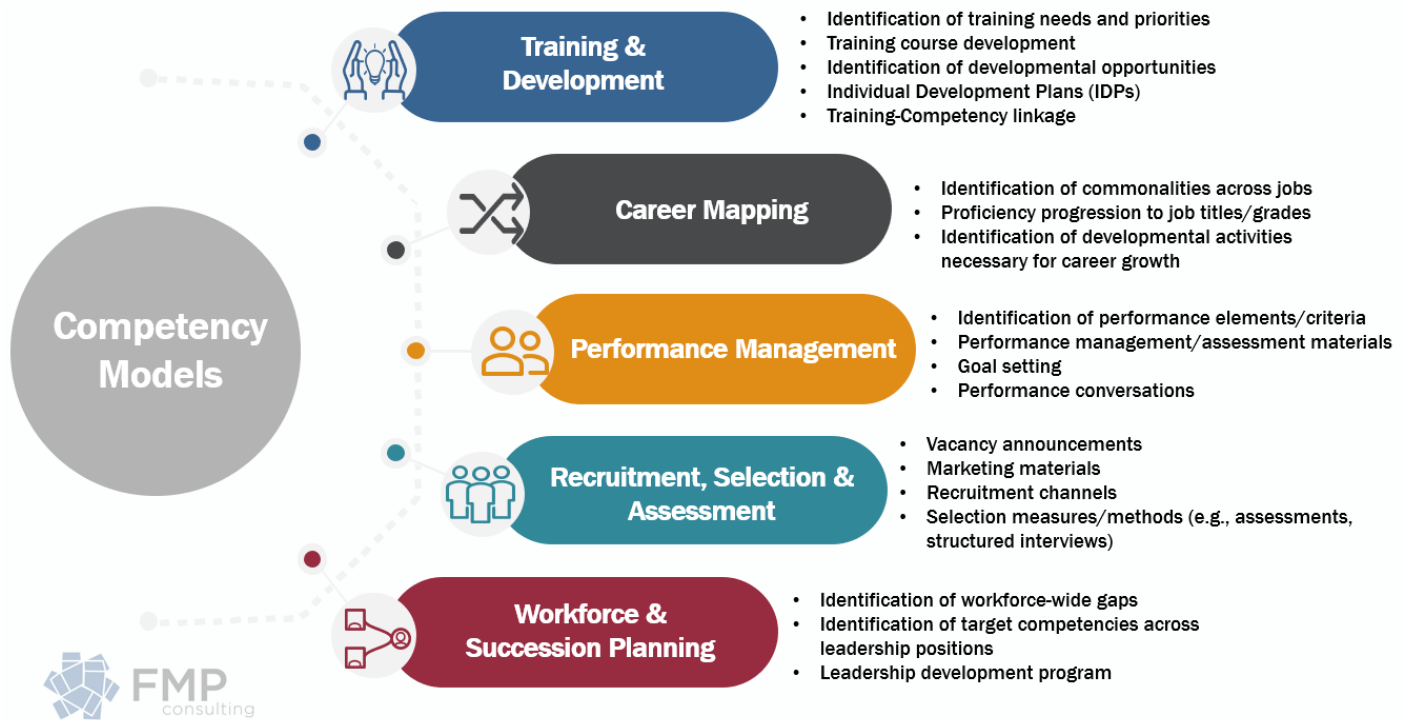 Competency
Models
Training &
Development
• Identification of training needs and priorities
• Training course development
• Identification of developmental opportunities
• Individual Development Plans (IDPs)
• Training-Competency linkage
Career Mapping
• Identification of commonalities across jobs
• Proficiency progression to job titles/grades
• Identification of developmental activities
necessary for career growth
Performance Management
• Identification of performance elements/criteria
• Performance management/assessment materials
• Goal setting
• Performance conversations
Recruitment, Selection &
Assessment
• Vacancy announcements
• Marketing materials
• Recruitment channels
• Selection measures/methods (e.g., assessments,
structured interviews)
Workforce &
Succession Planning
• Identification of workforce-wide gaps
• Identification of target competencies across
leadership positions
• Leadership development program
FMP
consulting